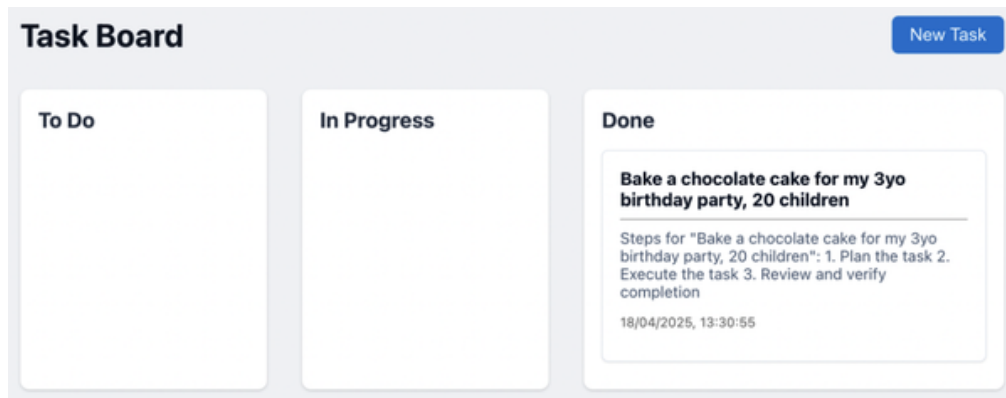 Task Board
New Task
To Do
In Progress
Done
Bake a chocolate cake for my 3yo
birthday party, 20 children
Steps for "Bake a chocolate cake for my 3yo
birthday party, 20 children": 1. Plan the task 2.
Execute the task 3. Review and verify
completion
18/04/2025, 13:30:55